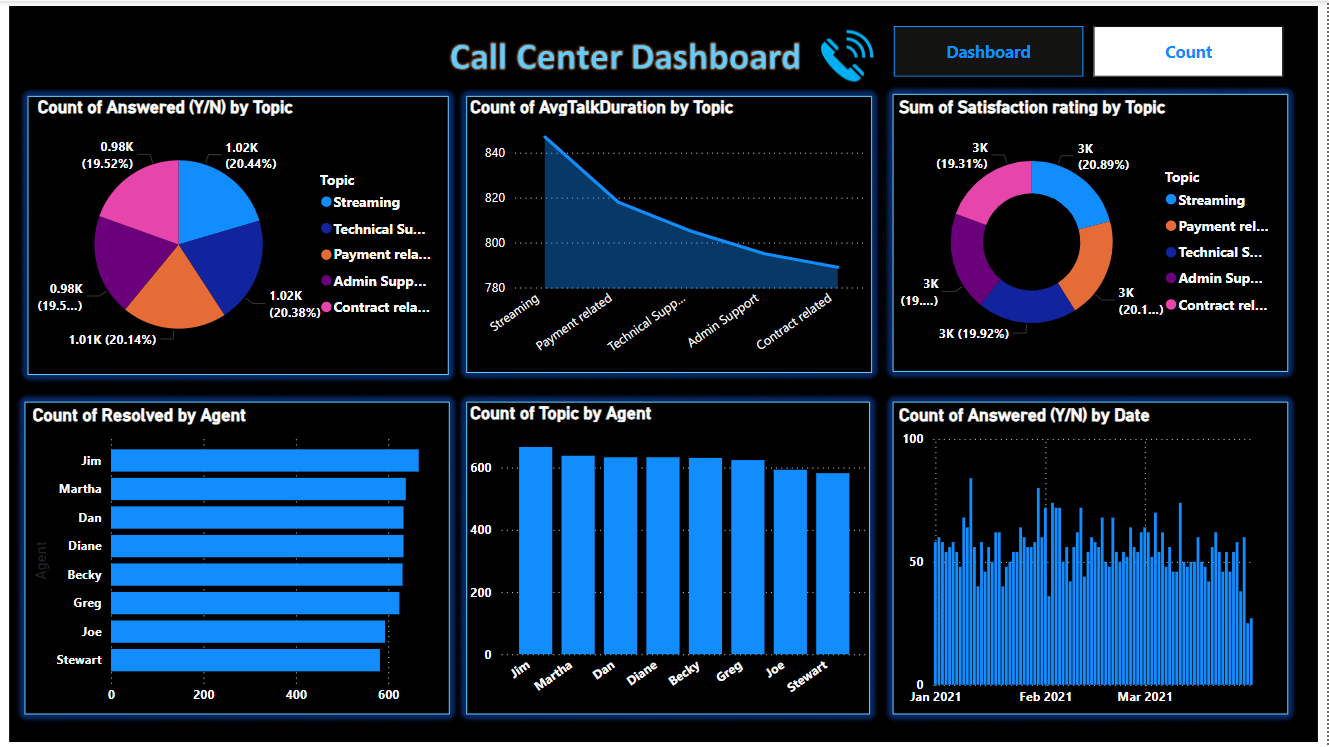 Call Center Dashboard
Dashboard
Count
Count of Answered (Y/N) by Topic
0.98K
(19.52%)
1.02K
(20.44%)
0.98K
(19.5...)
1.02K
(20.38%)
1.01K (20.14%)
Topic
Streaming
Technical Su...
Payment rela...
Admin Supp...
Contract rela...
Count of AvgTalkDuration by Topic
840
820
800
780
Streaming
Payment related
Technical Supp...
Admin Support
Contract related
Sum of Satisfaction rating by Topic
3K
(19.31%)
3K
(20.89%)
3K
(19....)
3K
(20.1...)
3K (19.92%)
Topic
Streaming
Payment rel...
Technical S...
Admin Sup...
Contract rel...
Count of Resolved by Agent
Agent
Jim
Martha
Dan
Diane
Becky
Greg
Joe
Stewart
0
200
400
600
Count of Topic by Agent
600
400
200
0
Jim
Martha
Dan
Diane
Becky
Greg
Joe
Stewart
Count of Answered (Y/N) by Date
100
50
0
Jan 2021
Feb 2021
Mar 2021